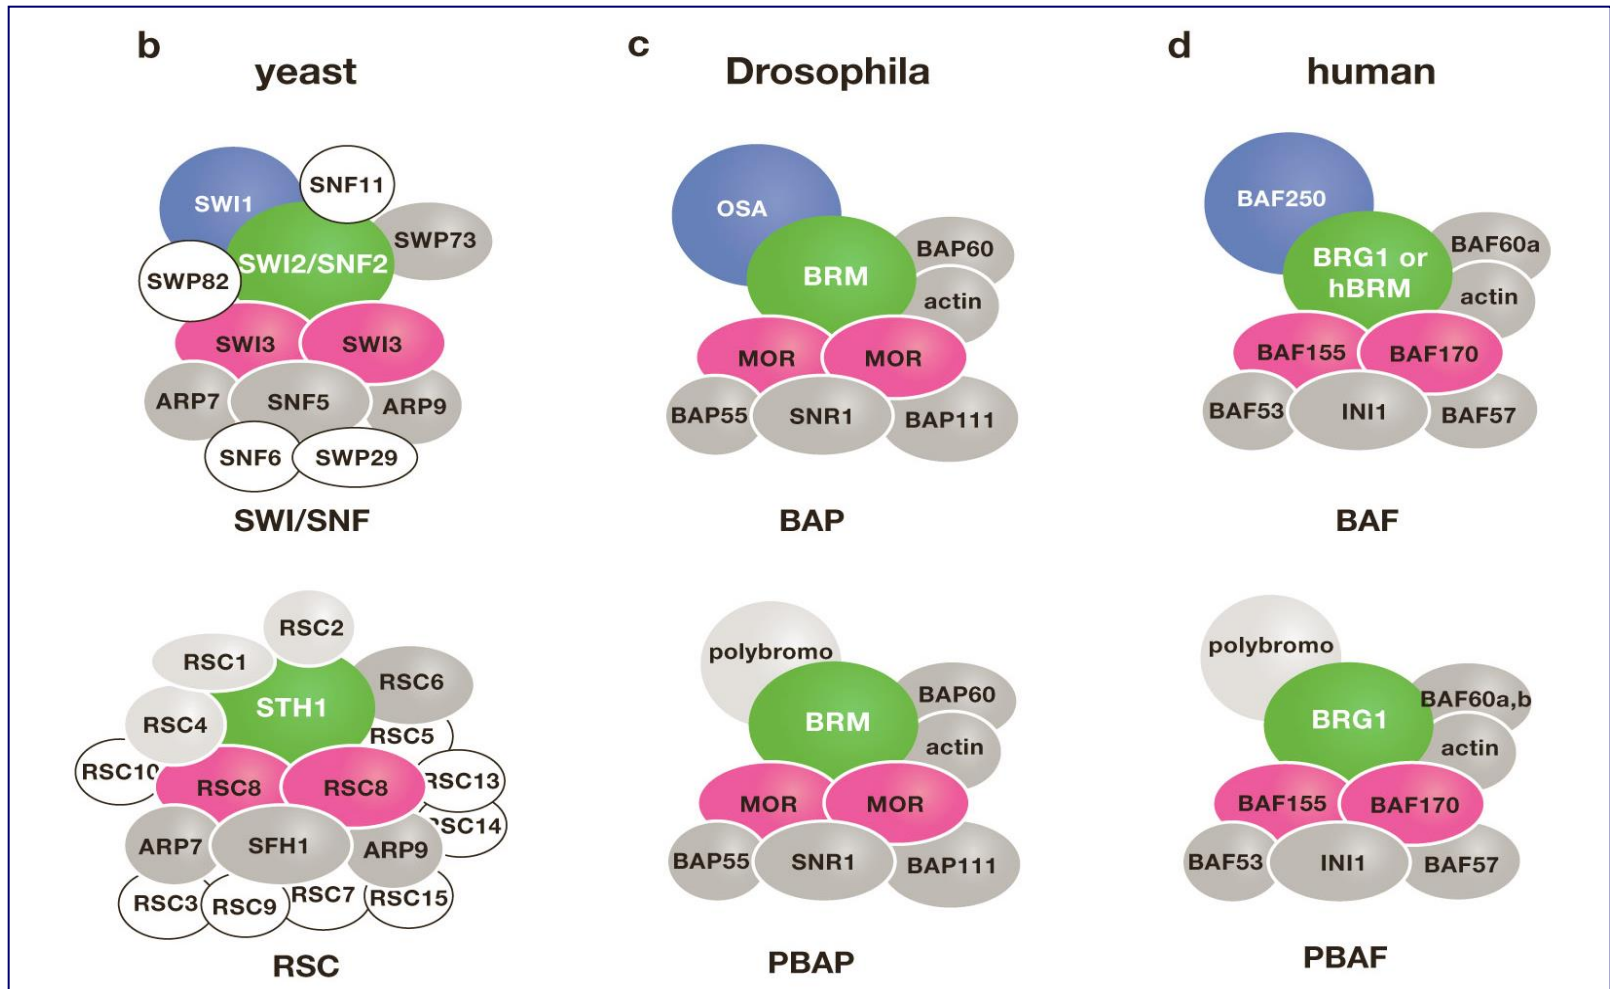 b
yeast
SWI1
SNF11
SWP73
SWI2/SNF2
SWP82
SWI3
SWI3
ARP7
SNF5
ARP9
SNF6
SWP29
SWI/SNF
RSC2
RSC1
RSC6
STH1
RSC4
RSC5
RSC10
RSC8
RSC8
RSC13
RSC14
ARP7
SFH1
ARP9
RSC3
RSC9
RSC7
RSC15
RSC
c
Drosophila
OSA
BAP60
BRM
actin
MOR
MOR
BAP55
SNR1
BAP111
BAP
polybromo
BAP60
BRM
actin
MOR
MOR
BAP55
SNR1
BAP111
PBAP
d
human
BAF250
BAF60a
BRG1 or
hBRM
actin
BAF155
BAF170
BAF53
INI1
BAF57
BAF
polybromo
BAF60a,b
BRG1
actin
BAF155
BAF170
BAF53
INI1
BAF57
PBAF